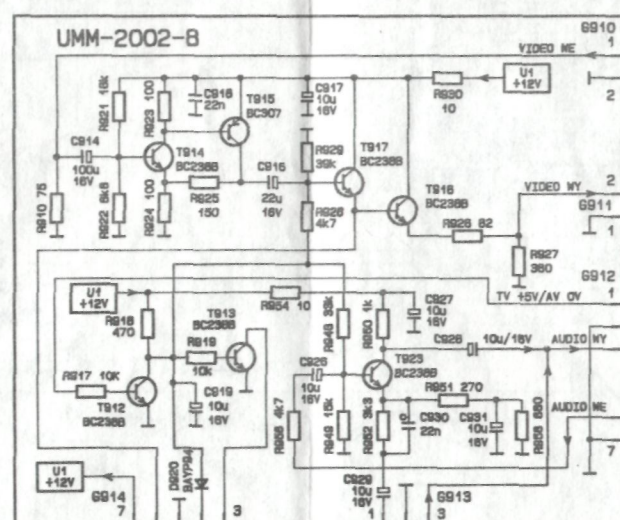 UMM-2002-B
G910
1
VIDEO WE
U1
+12V
2
R930
10
R921 18k
R923 100
C918
22n
T915
BC307
C917
10u
16V
R929
39k
T917
BC238B
C914
100u
16V
T914
BC238B
C916
22u
16V
R910 75
R922 6k8
R924 100
R925
150
R928
4k7
T918
BC238B
2
VIDEO WY
G911
1
R926 82
R927
360
G912
1
TV +5V/AV 0V
U1
+12V
R954 10
R918
470
T913
BC238B
R919
10k
R948 33k
R950 1k
C927
10u
16V
C928
10u/16V
AUDIO WY
R917 10K
T912
BC238B
C919
10u
16V
C926
10u
16V
T923
BC238B
R951 270
R956 4k7
R949 15k
R952 3k3
C930
22n
C931
10u
16V
R958 680
AUDIO WE
7
U1
+12V
G914
7
D920
BAYP94
3
C929
10u
16V
1
G913
3